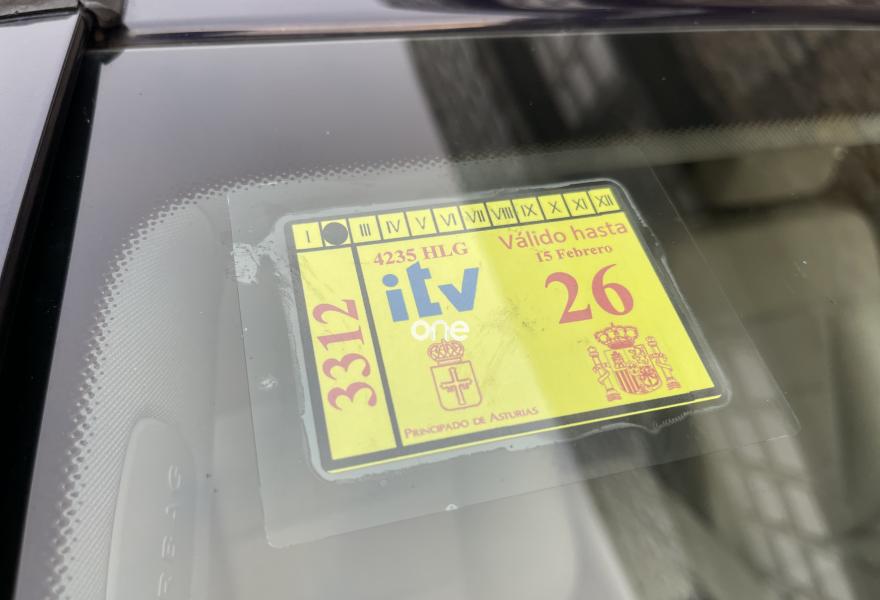 I III IV V VI VII VIII IX X XI XII
4235 HLG
Válido hasta
15 Febrero
itv
26
one
3312
PRINCIPADO DE ASTURIAS